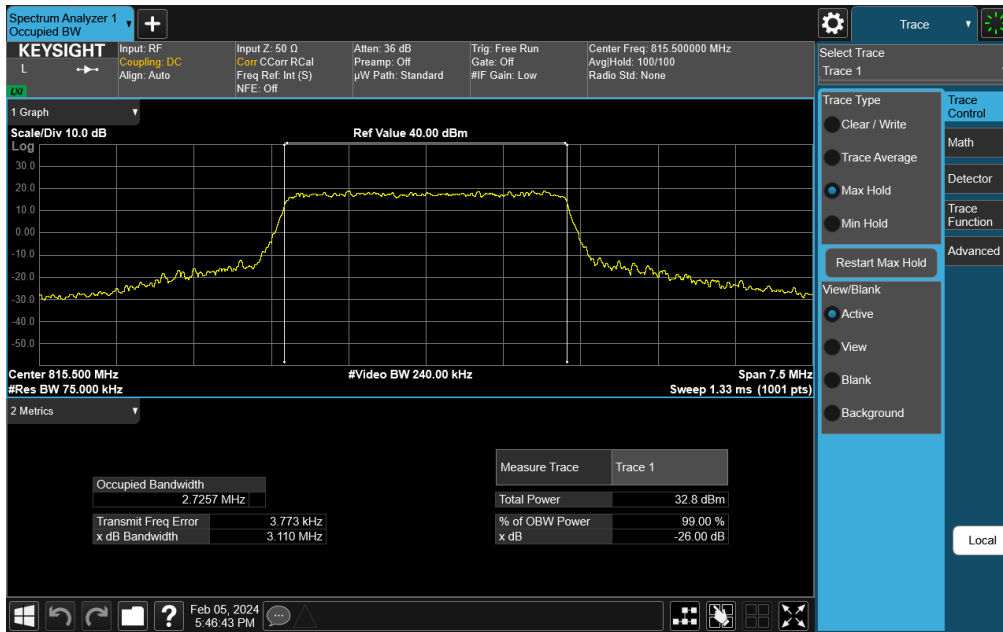 Spectrum Analyzer 1
Occupied BW
Trace
KEYSIGHT
L
LXI
Input: RF
Coupling: DC
Align: Auto
Input Z: 50 Ω
Corr CCorr RCal
Freq Ref: Int (S)
NFE: Off
Atten: 36 dB
Preamp: Off
µW Path: Standard
Trig: Free Run
Gate: Off
#IF Gain: Low
Center Freq: 815.500000 MHz
Avg|Hold: 100/100
Radio Std: None
Select Trace
Trace 1
1 Graph
Scale/Div 10.0 dB
Ref Value 40.00 dBm
Log
30.0
20.0
10.0
0.00
-10.0
-20.0
-30.0
-40.0
-50.0
Center 815.500 MHz
#Video BW 240.00 kHz
Span 7.5 MHz
#Res BW 75.000 kHz
Sweep 1.33 ms (1001 pts)
2 Metrics
Occupied Bandwidth
2.7257 MHz
Transmit Freq Error 3.773 kHz
x dB Bandwidth 3.110 MHz
Measure Trace Trace 1
Total Power 32.8 dBm
% of OBW Power 99.00 %
x dB -26.00 dB
Trace Type
Clear / Write
Trace Average
Max Hold
Min Hold
Restart Max Hold
View/Blank
Active
View
Blank
Background
Trace
Control
Math
Detector
Trace
Function
Advanced
Local
?
Feb 05, 2024
5:46:43 PM